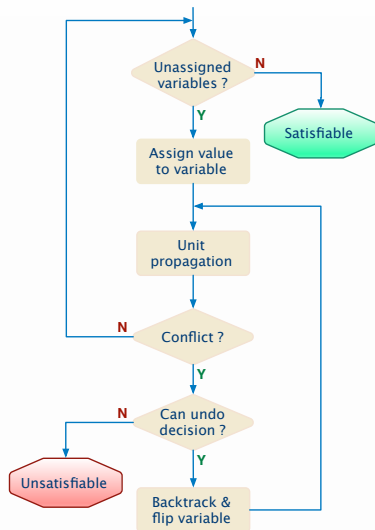 Unassigned
variables ?
N
Y
Satisfiable
Assign value
to variable
Unit
propagation
N
Conflict ?
Y
N
Can undo
decision ?
Y
Unsatisfiable
Backtrack &
flip variable